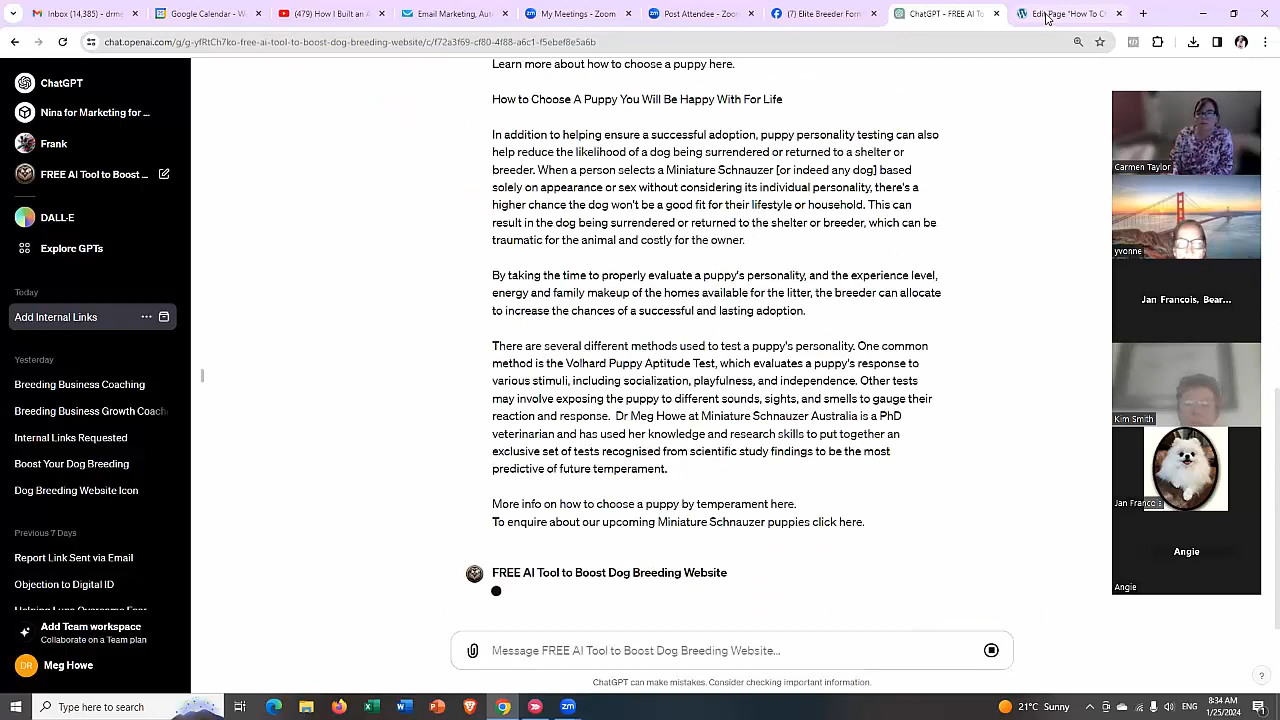 (14,385) - drme
Google Calendar - W
(479) Hour! Built an A
Email Marketing, Aut
My Meetings - Zoom
Post Attendee - Zoom
(7) Elite Breeder Form
ChatGPT - FREE AI To
Edit Page "How To C
chat.openai.com/g/g-yfRtCh7ko-free-ai-tool-to-boost-dog-breeding-website/c/f72a3f69-cf80-4f88-a6c1-f5ebef8e5a6b
ChatGPT
Nina for Marketing for ...
Frank
FREE AI Tool to Boost ...
DALL·E
Explore GPTs
Today
Add Internal Links
Yesterday
Breeding Business Coaching
Breeding Business Growth Coach
Internal Links Requested
Boost Your Dog Breeding
Dog Breeding Website Icon
Previous 7 Days
Report Link Sent via Email
Objection to Digital ID
Add Team workspace
Collaborate on a Team plan
DR
Meg Howe
Learn more about how to choose a puppy here.
How to Choose A Puppy You Will Be Happy With For Life
In addition to helping ensure a successful adoption, puppy personality testing can also
help reduce the likelihood of a dog being surrendered or returned to a shelter or
breeder. When a person selects a Miniature Schnauzer [or indeed any dog] based
solely on appearance or sex without considering its individual personality, there's a
higher chance the dog won't be a good fit for their lifestyle or household. This can
result in the dog being surrendered or returned to the shelter or breeder, which can be
traumatic for the animal and costly for the owner.
By taking the time to properly evaluate a puppy's personality, and the experience level,
energy and family makeup of the homes available for the litter, the breeder can allocate
to increase the chances of a successful and lasting adoption.
There are several different methods used to test a puppy's personality. One common
method is the Volhard Puppy Aptitude Test, which evaluates a puppy's response to
various stimuli, including socialization, playfulness, and independence. Other tests
may involve exposing the puppy to different sounds, sights, and smells to gauge their
reaction and response. Dr Meg Howe at Miniature Schnauzer Australia is a PhD
veterinarian and has used her knowledge and research skills to put together an
exclusive set of tests recognised from scientific study findings to be the most
predictive of future temperament.
More info on how to choose a puppy by temperament here.
To enquire about our upcoming Miniature Schnauzer puppies click here.
FREE AI Tool to Boost Dog Breeding Website
Message FREE AI Tool to Boost Dog Breeding Website...
ChatGPT can make mistakes. Consider checking important information.
?
Carmen Taylor
yvonne
Jan Francois, Bear...
Kim Smith
Jan Francois
Angie
Angie
Type here to search
21°C Sunny
ENG
8:34 AM
1/25/2024